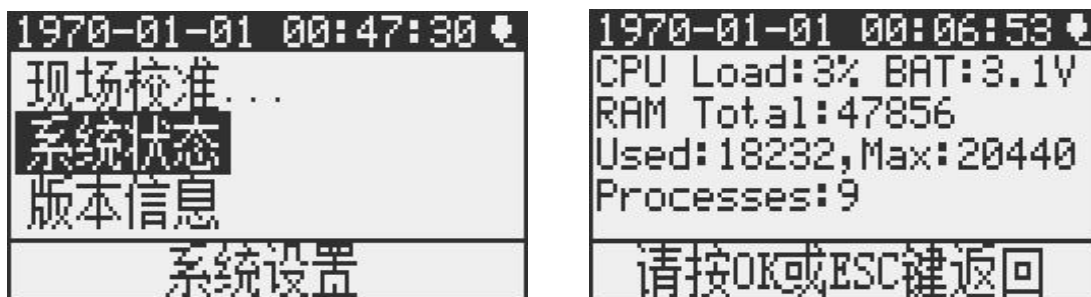 1970-01-01 00:47:30
现场校准...
系统状态
版本信息
系统设置
1970-01-01 00:06:53
CPU Load:3% BAT:3.1V
RAM Total:47856
Used:18232,Max:20440
Processes:9
请按OK或ESC键返回